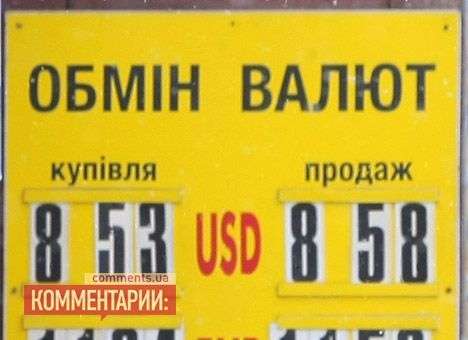 ОБМІН ВАЛЮТ
купівля продаж
8 53 USD 8 58
comments.ua
КОММЕНТАРИИ: